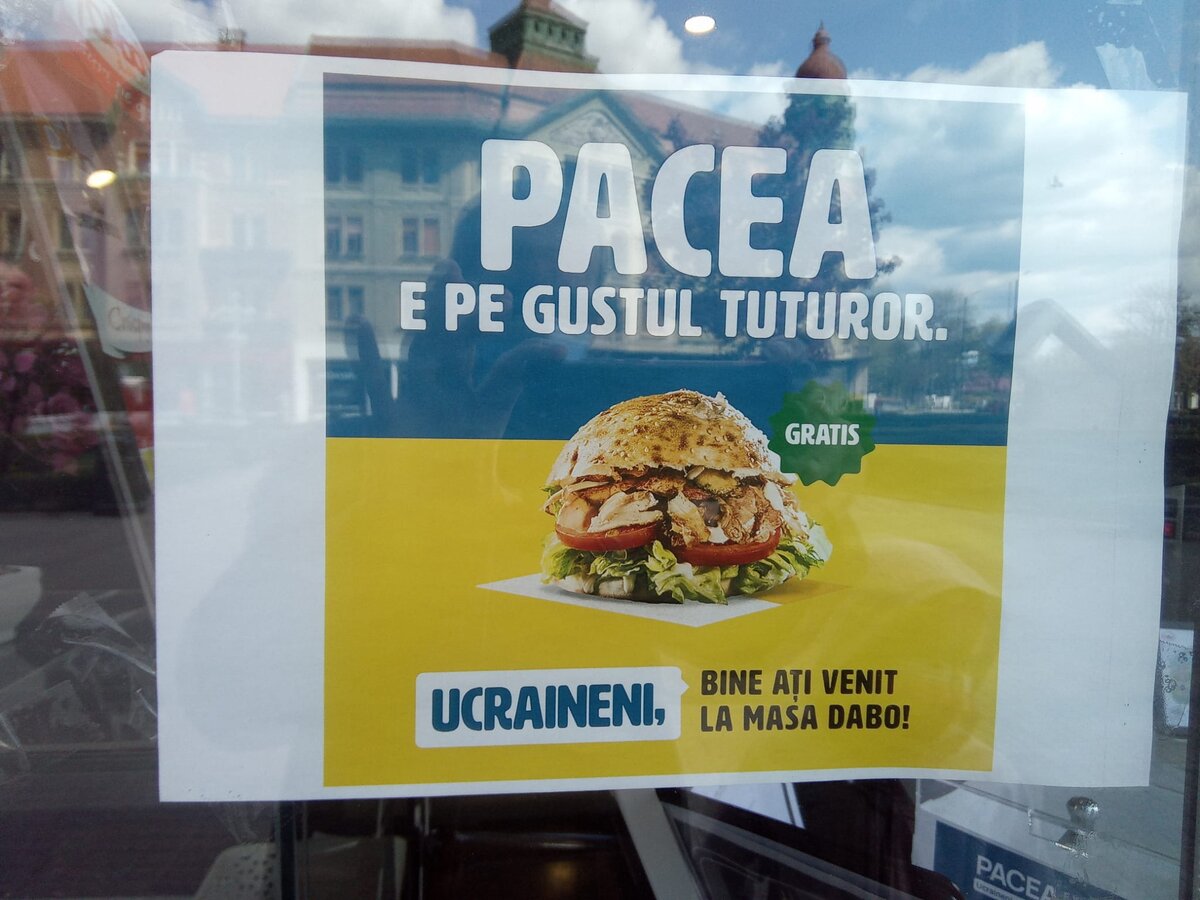 PACEA
E PE GUSTUL TUTUROR.
GRATIS
UCRAINENI,
BINE AȚI VENIT
LA MASA DABO!
PACEA